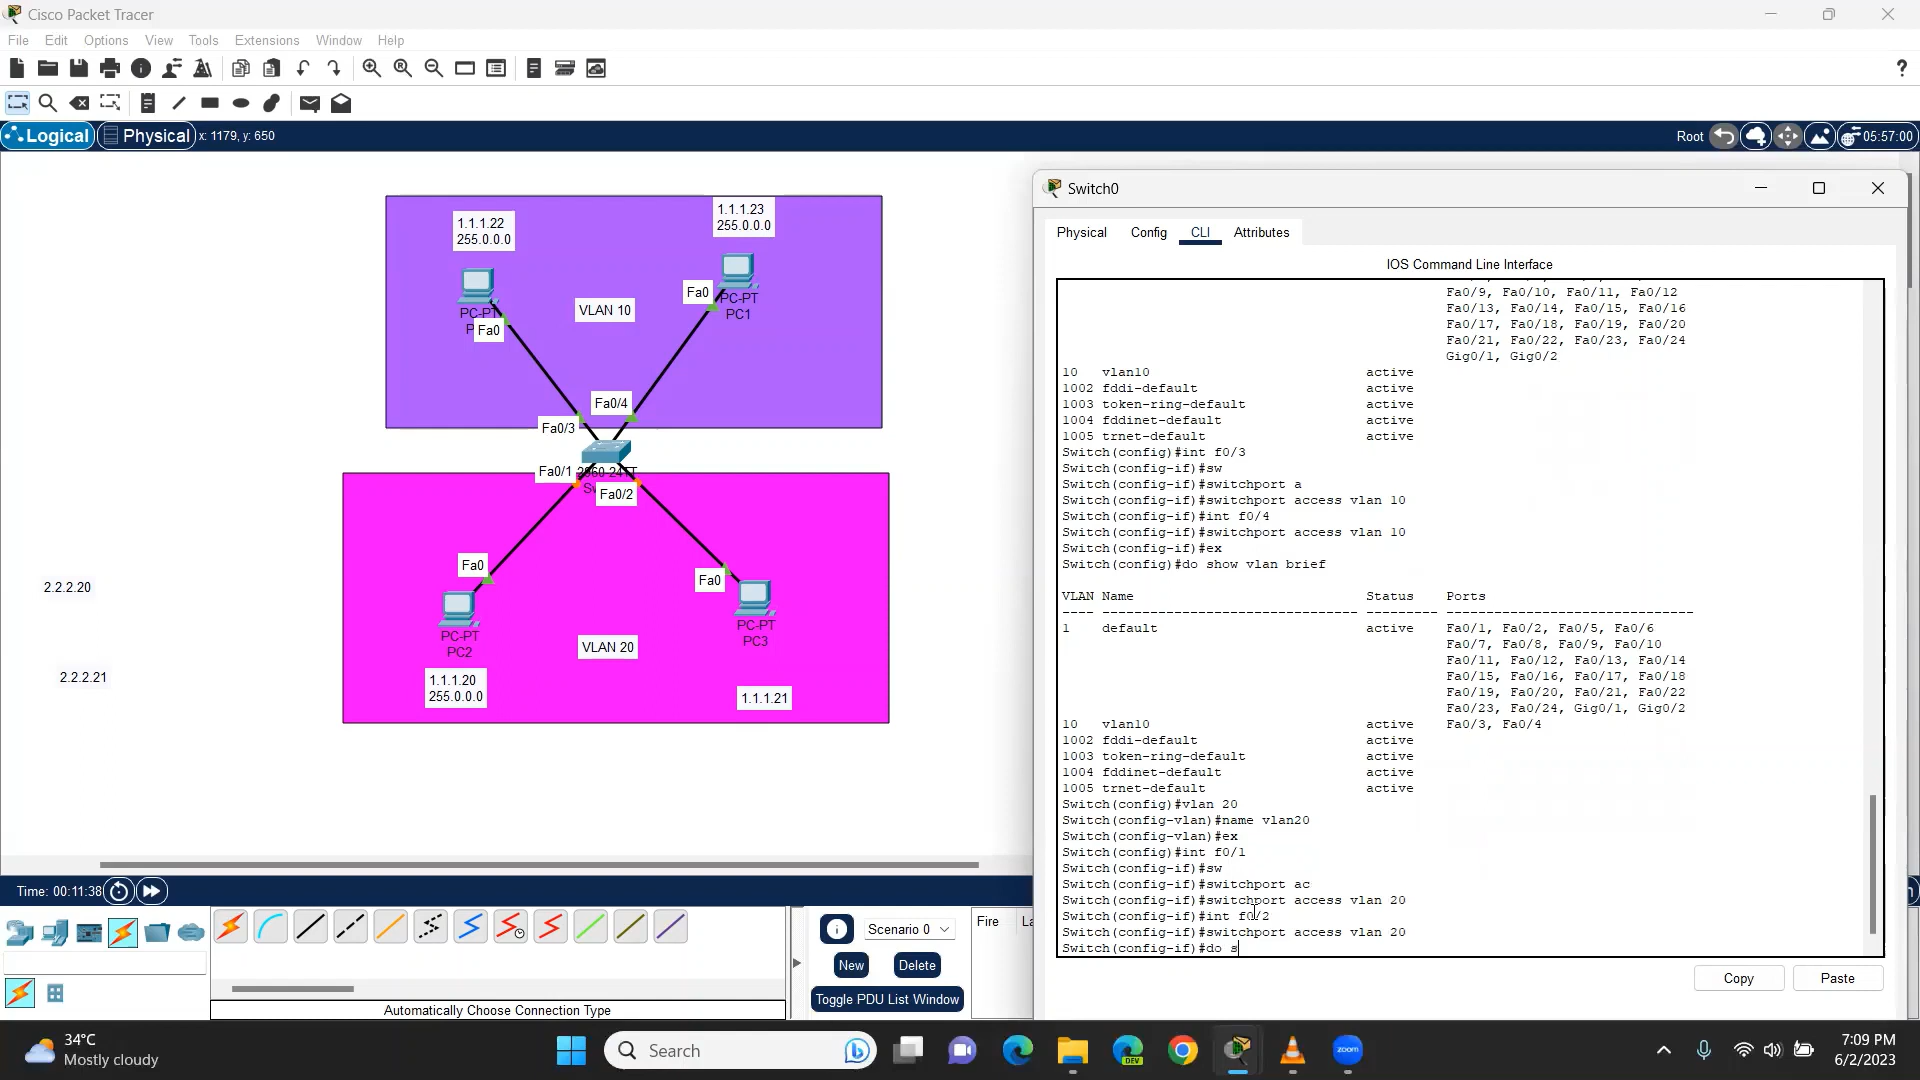 Cisco Packet Tracer
File Edit Options View Tools Extensions Window Help
Logical Physical x: 1179, y: 650
Root 05:57:00
1.1.1.22
255.0.0.0
1.1.1.23
255.0.0.0
VLAN 10
Fa0
PC-PT
PC1
PC-PT
Fa0
Fa0/4
Fa0/3
Fa0/1 2960-24TT
Fa0/2
Fa0
Fa0
2.2.2.20
PC-PT
PC2
PC-PT
PC3
VLAN 20
2.2.2.21
1.1.1.20
255.0.0.0
1.1.1.21
Switch0
Physical Config CLI Attributes
IOS Command Line Interface
Fa0/9, Fa0/10, Fa0/11, Fa0/12
Fa0/13, Fa0/14, Fa0/15, Fa0/16
Fa0/17, Fa0/18, Fa0/19, Fa0/20
Fa0/21, Fa0/22, Fa0/23, Fa0/24
Gig0/1, Gig0/2
10 vlan10 active
1002 fddi-default active
1003 token-ring-default active
1004 fddinet-default active
1005 trnet-default active
Switch(config)#int f0/3
Switch(config-if)#sw
Switch(config-if)#switchport a
Switch(config-if)#switchport access vlan 10
Switch(config-if)#int f0/4
Switch(config-if)#switchport access vlan 10
Switch(config-if)#ex
Switch(config)#do show vlan brief
VLAN Name Status Ports
---- -------------------------------- --------- -------------------------------
1 default active Fa0/1, Fa0/2, Fa0/5, Fa0/6
Fa0/7, Fa0/8, Fa0/9, Fa0/10
Fa0/11, Fa0/12, Fa0/13, Fa0/14
Fa0/15, Fa0/16, Fa0/17, Fa0/18
Fa0/19, Fa0/20, Fa0/21, Fa0/22
Fa0/23, Fa0/24, Gig0/1, Gig0/2
10 vlan10 active Fa0/3, Fa0/4
1002 fddi-default active
1003 token-ring-default active
1004 fddinet-default active
1005 trnet-default active
Switch(config)#vlan 20
Switch(config-vlan)#name vlan20
Switch(config-vlan)#ex
Switch(config)#int f0/1
Switch(config-if)#sw
Switch(config-if)#switchport ac
Switch(config-if)#switchport access vlan 20
Switch(config-if)#int f0/2
Switch(config-if)#switchport access vlan 20
Switch(config-if)#do s
Copy Paste
Time: 00:11:38
Scenario 0
New Delete
Toggle PDU List Window
Fire
Automatically Choose Connection Type
34°C
Mostly cloudy
Search
DEV
zoom
7:09 PM
6/2/2023